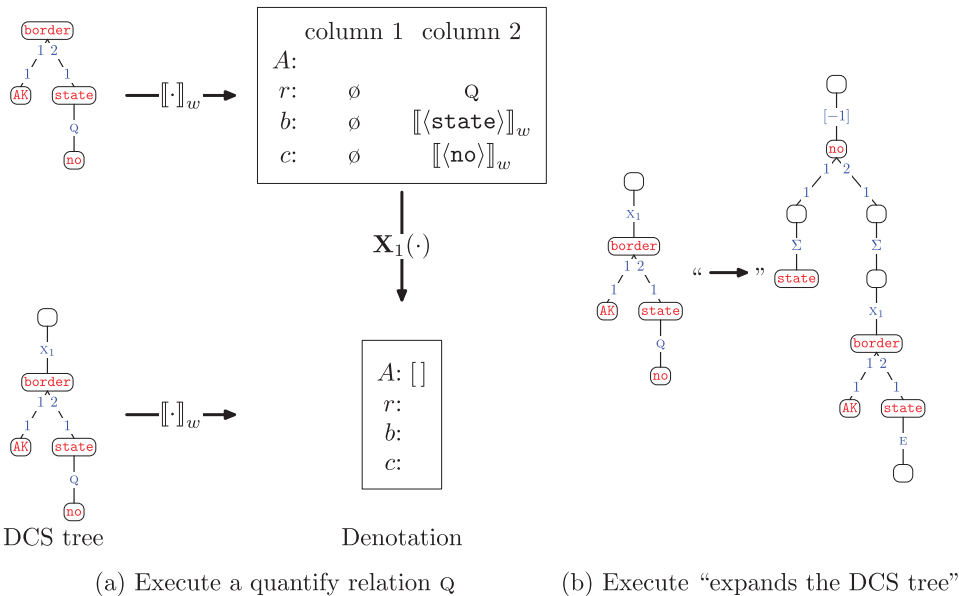 border
1 2
1 1
AK state
Q
no
⟦·⟧w
column 1 column 2
A:
r: ø Q
b: ø ⟦⟨state⟩⟧w
c: ø ⟦⟨no⟩⟧w
X1(·)
X1
border
1 2
1 1
AK state
Q
no
⟦·⟧w
A: []
r:
b:
c:
DCS tree Denotation
(a) Execute a quantify relation Q
X1
border
1 2
1 1
AK state
Q
no
“ ”
[−1]
no
1 2
1 1
Σ Σ
state
X1
border
1 2
1 1
AK state
E
(b) Execute “expands the DCS tree”